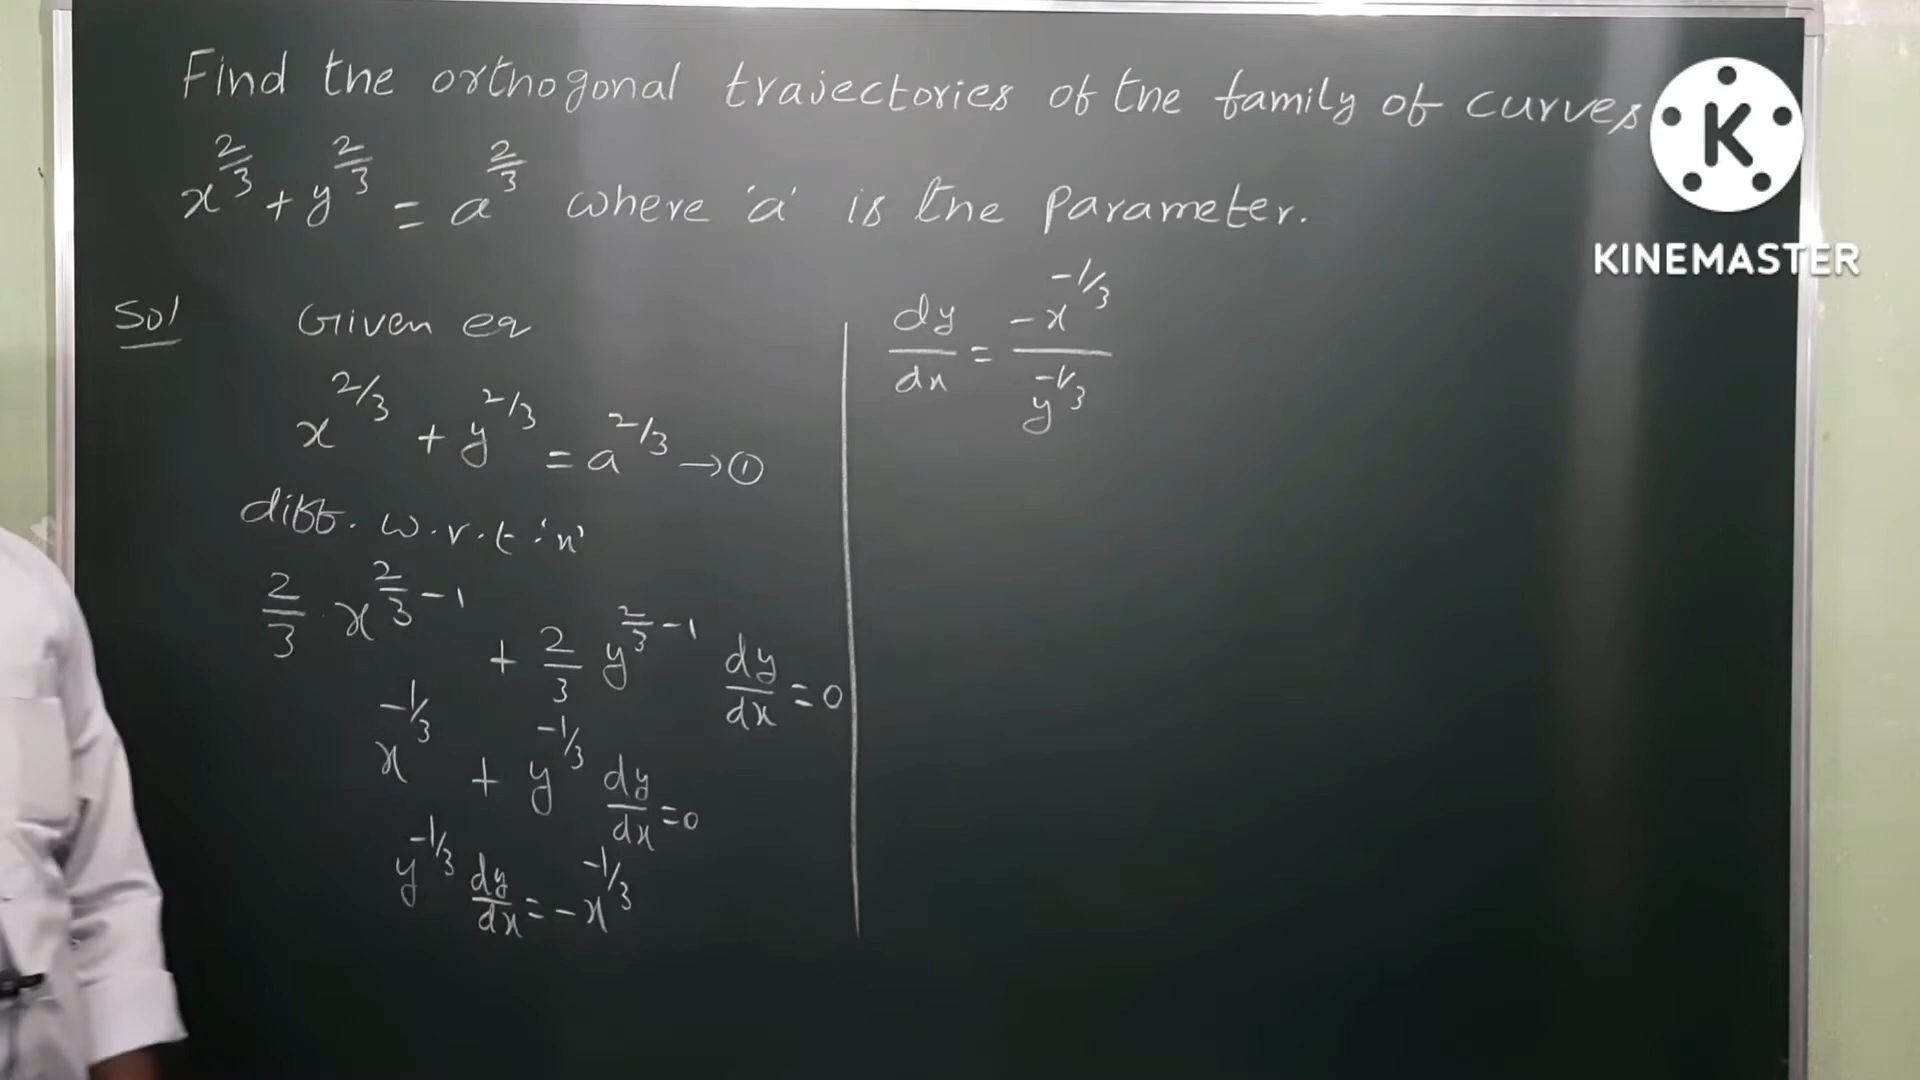 Find the orthogonal trajectories of the family of curves
x^{2/3} + y^{2/3} = a^{2/3} where 'a' is the parameter.
Sol Given eq
x^{2/3} + y^{2/3} = a^{2/3} → ①
diff. w.r.t 'x'
2/3 · x^{2/3 - 1} + 2/3 y^{2/3 - 1} dy/dx = 0
x^{-1/3} + y^{-1/3} dy/dx = 0
y^{-1/3} dy/dx = -x^{-1/3}
dy/dx = -x^{-1/3} / y^{-1/3}
K
KINEMASTER